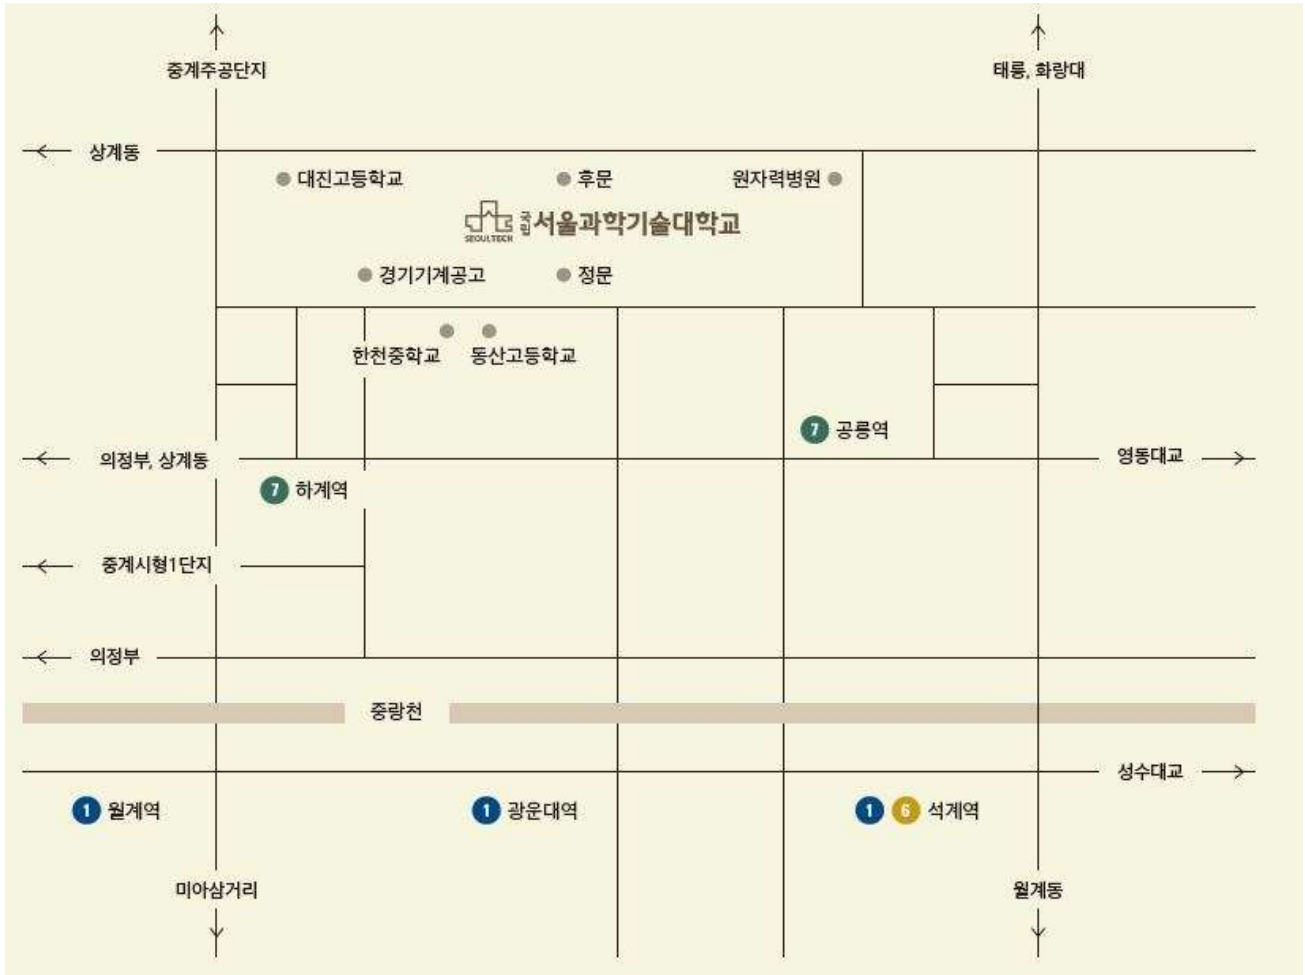 중계주공단지
태릉, 화랑대
상계동
대진고등학교
후문
원자력병원
SEOULTECH
국립 서울과학기술대학교
경기기계공고
정문
한천중학교
동산고등학교
7 공릉역
의정부, 상계동
영동대교
7 하계역
중계시형1단지
의정부
중랑천
성수대교
1 월계역
1 광운대역
1 6 석계역
미아삼거리
월계동